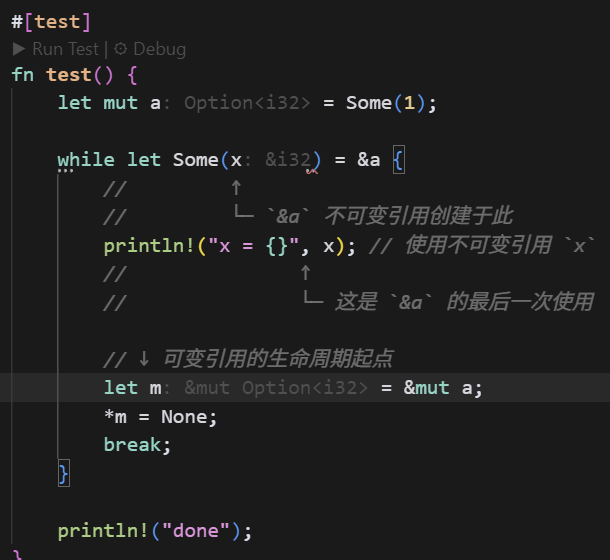 #[test]
▶ Run Test | ⚙ Debug
fn test() {
let mut a: Option<i32> = Some(1);
while let Some(x: &i32) = &a {
// ↑
// └─ `&a` 不可变引用创建于此
println!("x = {}", x); // 使用不可变引用 `x`
// ↑
// └─ 这是 `&a` 的最后一次使用
// ↓ 可变引用的生命周期起点
let m: &mut Option<i32> = &mut a;
*m = None;
break;
}
println!("done");
}